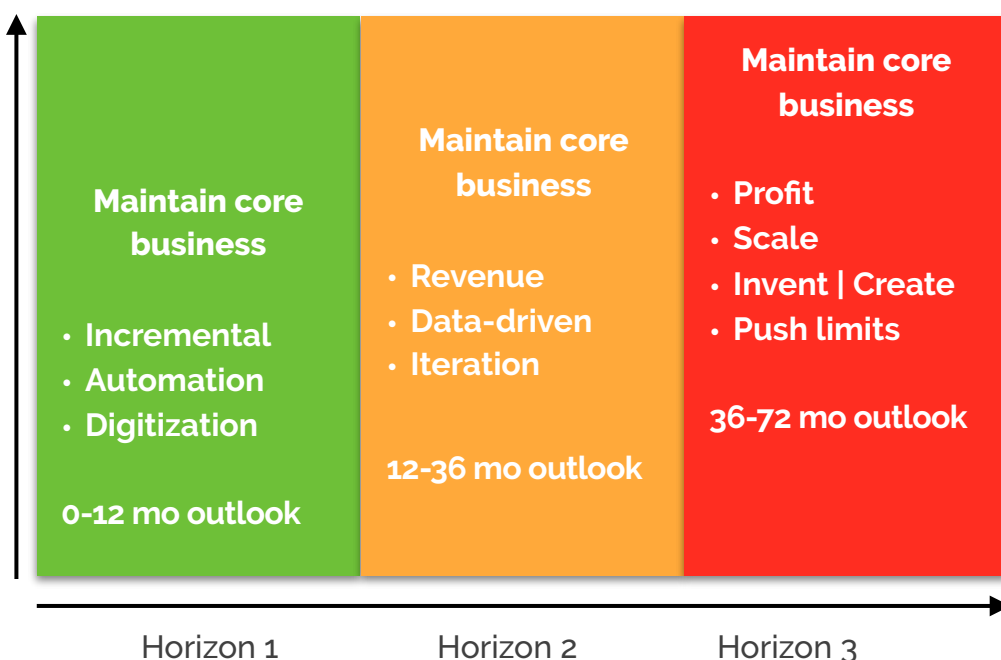 Maintain core
business
• Incremental
• Automation
• Digitization
0-12 mo outlook
Maintain core
business
• Revenue
• Data-driven
• Iteration
12-36 mo outlook
Maintain core
business
• Profit
• Scale
• Invent | Create
• Push limits
36-72 mo outlook
Horizon 1
Horizon 2
Horizon 3